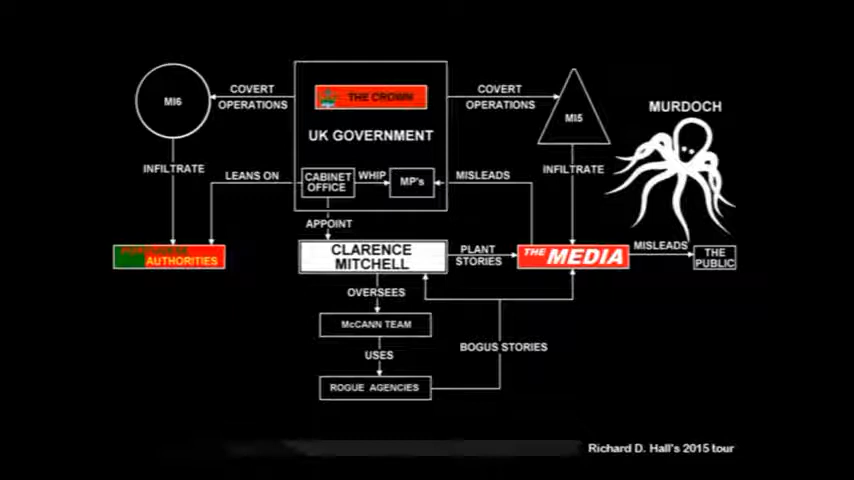 COVERT
OPERATIONS
MI6
THE CROWN
UK GOVERNMENT
COVERT
OPERATIONS
MI5
MURDOCH
INFILTRATE
LEANS ON
CABINET
OFFICE
WHIP
MP's
MISLEADS
INFILTRATE
APPOINT
AUTHORITIES
CLARENCE
MITCHELL
PLANT
STORIES
THE MEDIA
MISLEADS
THE
PUBLIC
OVERSEES
McCANN TEAM
USES
BOGUS STORIES
ROGUE AGENCIES
Richard D. Hall's 2015 tour